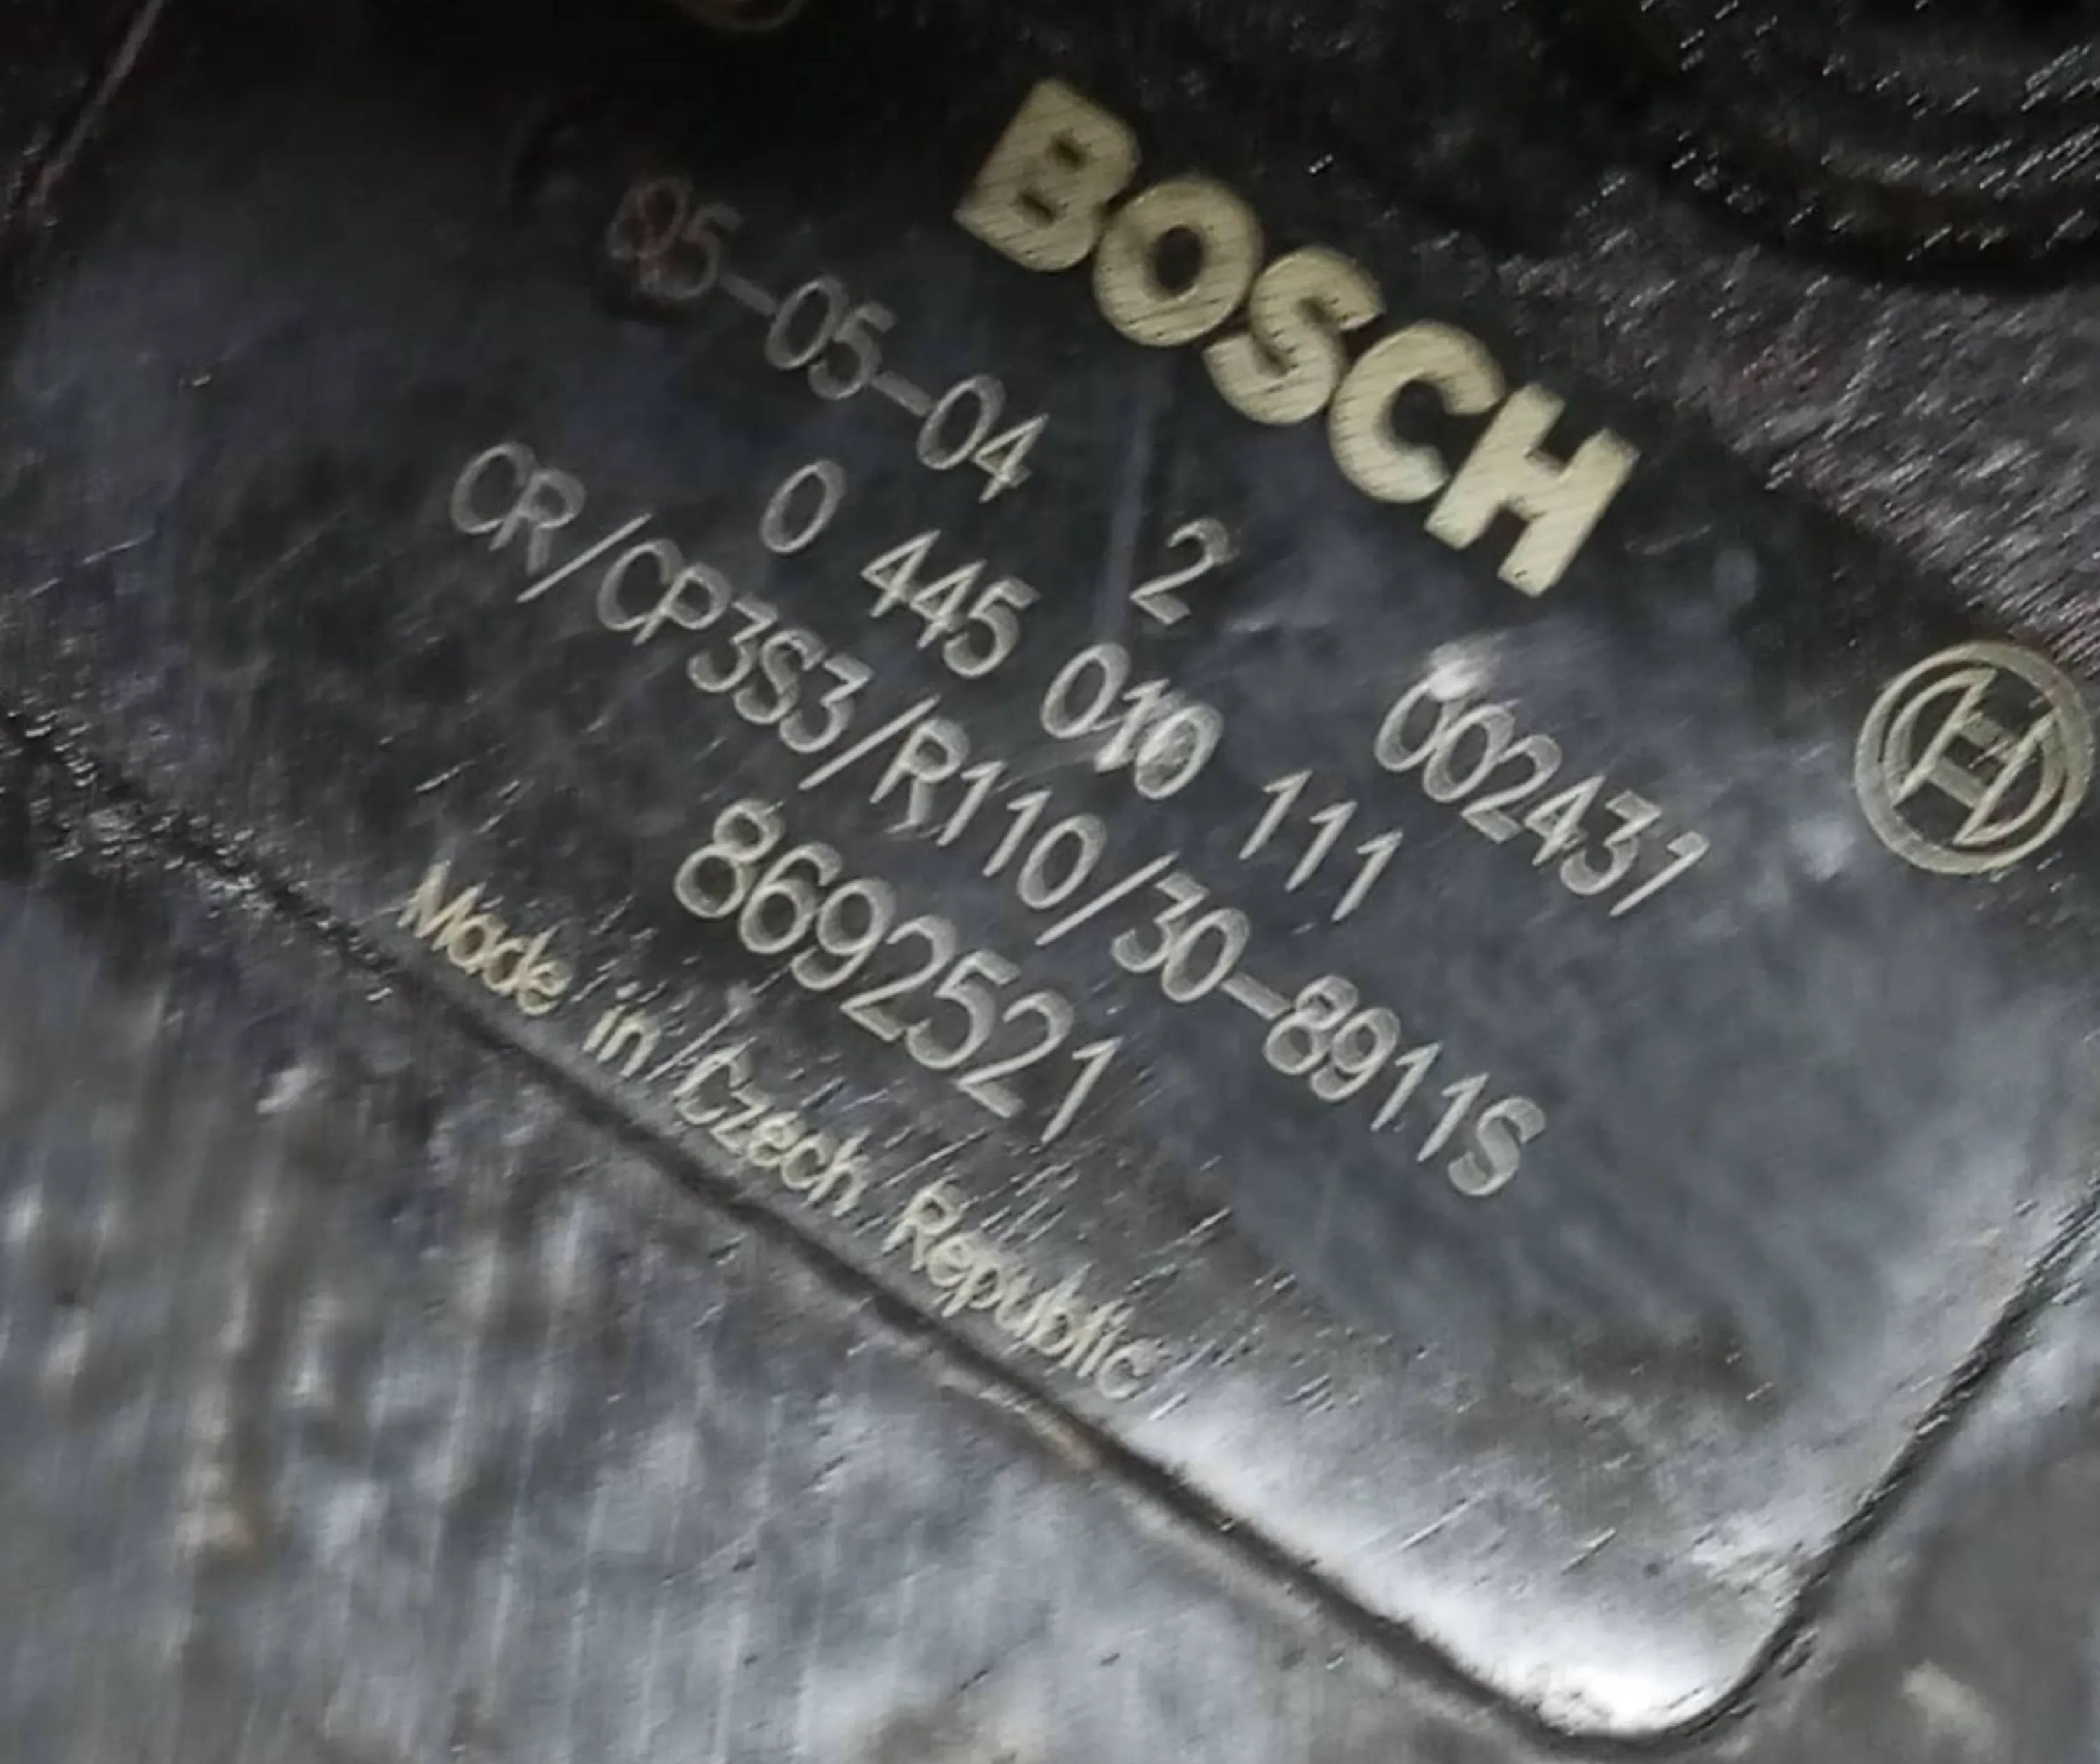 BOSCH
05-05-04 2 002431
0 445 010 111
CR/CP3S3/R110/30-8911S
8692521
Made in Czech Republic